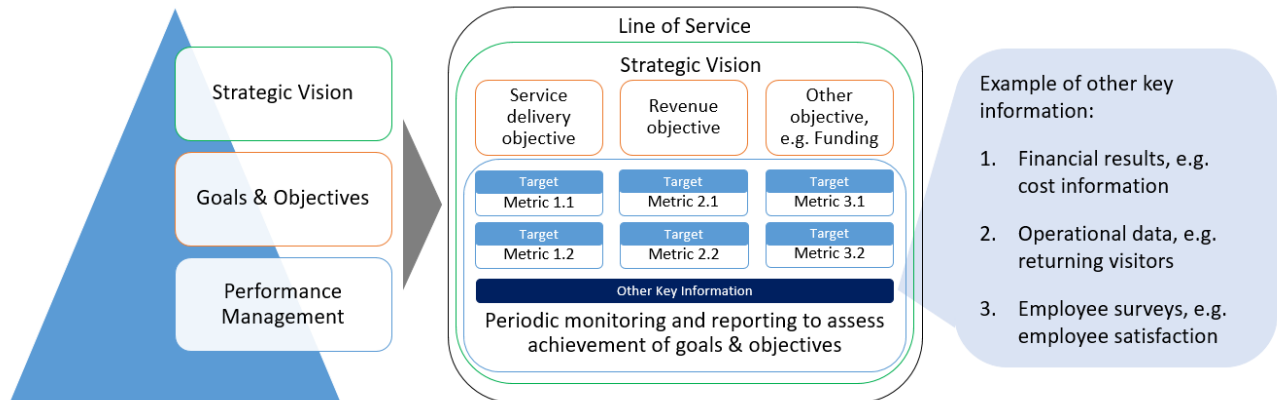 Strategic Vision
Goals & Objectives
Performance
Management
Line of Service
Strategic Vision
Service
delivery
objective
Revenue
objective
Other
objective,
e.g. Funding
Target
Metric 1.1
Target
Metric 2.1
Target
Metric 3.1
Target
Metric 1.2
Target
Metric 2.2
Target
Metric 3.2
Other Key Information
Periodic monitoring and reporting to assess
achievement of goals & objectives
Example of other key
information:
1. Financial results, e.g.
cost information
2. Operational data, e.g.
returning visitors
3. Employee surveys, e.g.
employee satisfaction